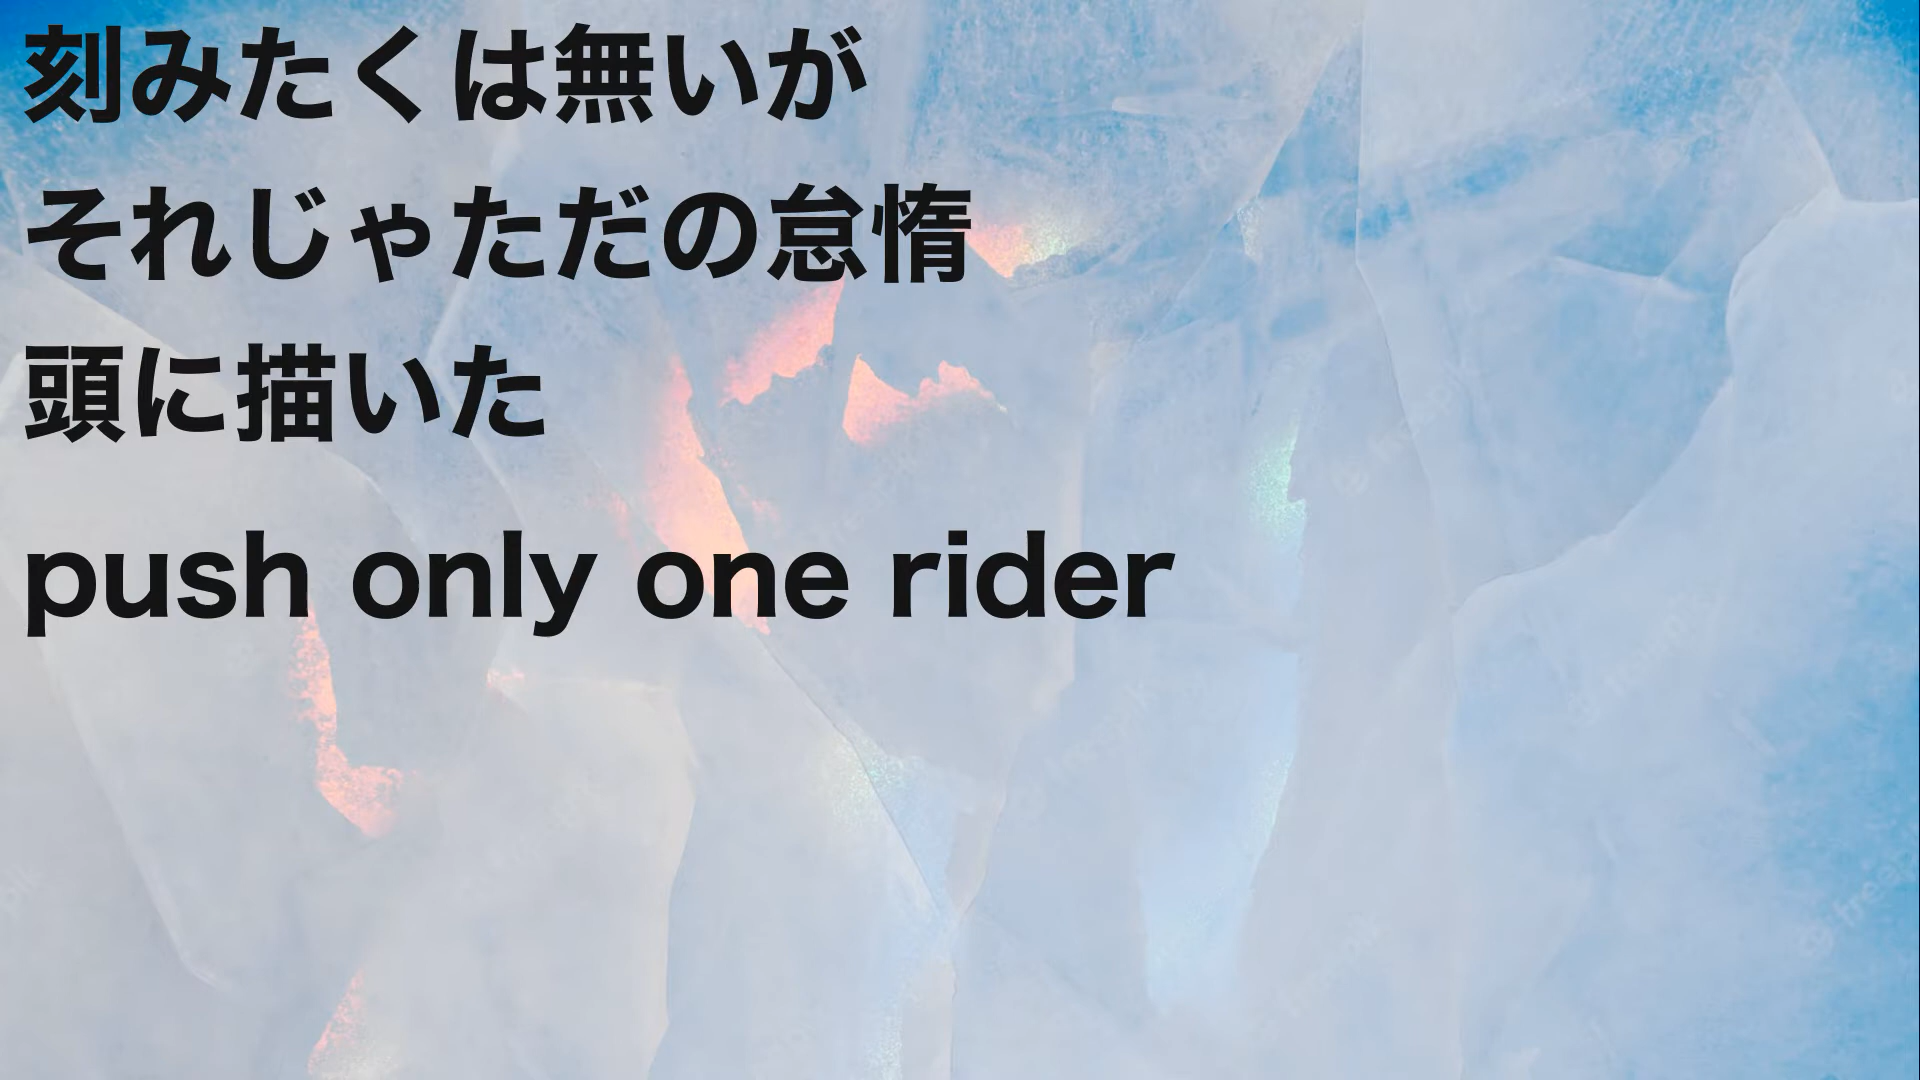 刻みたくは無いが
それじゃただの怠惰
頭に描いた
push only one rider